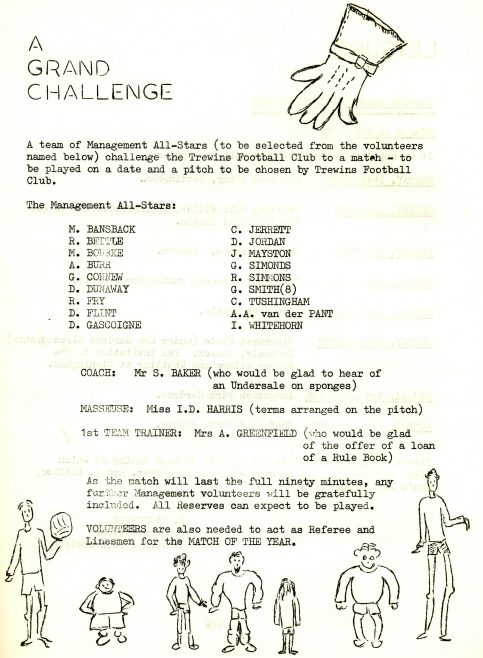 A
GRAND
CHALLENGE
A team of Management All-Stars (to be selected from the volunteers
named below) challenge the Trewins Football Club to a match - to
be played on a date and a pitch to be chosen by Trewins Football
Club.
The Management All-Stars:
M. BANSBACK
R. BETTLE
M. BOURKE
A. BURR
G. CONNEW
D. DUNAWAY
R. FRY
D. FLINT
D. GASCOIGNE
C. JERRETT
D. JORDAN
J. MAYSTON
G. SIMONDS
R. SIMMONS
G. SMITH(8)
C. TUSHINGHAM
A.A. van der PANT
I. WHITEHORN
COACH: Mr S. BAKER (who would be glad to hear of
an Undersale on sponges)
MASSEUSE: Miss I.D. HARRIS (terms arranged on the pitch)
1st TEAM TRAINER: Mrs A. GREENFIELD (who would be glad
of the offer of a loan
of a Rule Book)
As the match will last the full ninety minutes, any
further Management volunteers will be gratefully
included. All Reserves can expect to be played.
VOLUNTEERS are also needed to act as Referee and
Linesmen for the MATCH OF THE YEAR.